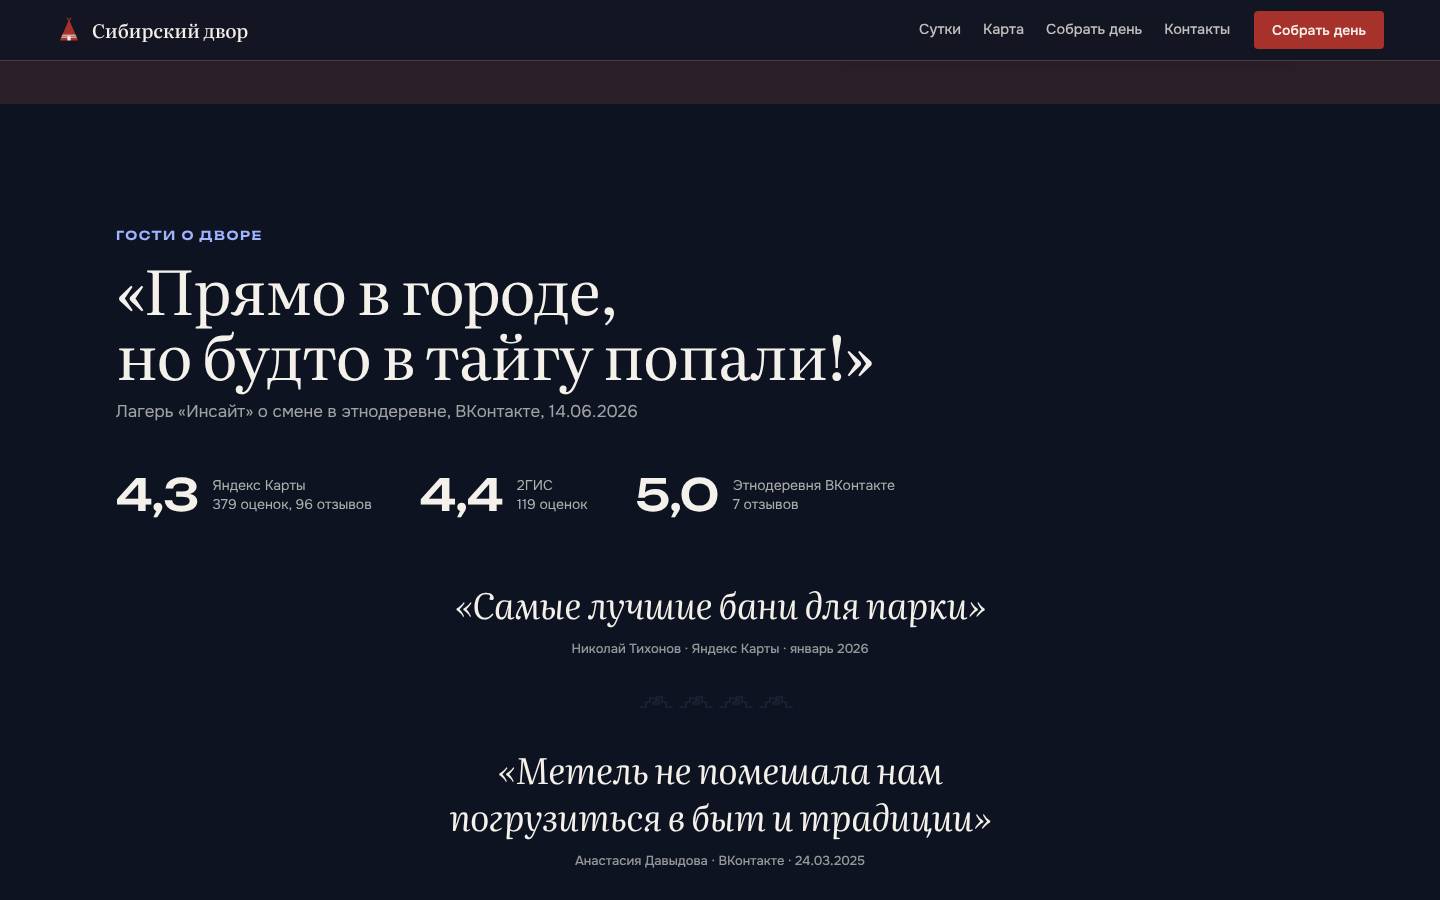 Сибирский двор
Сутки
Карта
Собрать день
Контакты
Собрать день
ГОСТИ О ДВОРЕ
«Прямо в городе,
но будто в тайгу попали!»
Лагерь «Инсайт» о смене в этнодеревне, ВКонтакте, 14.06.2026
4,3
Яндекс Карты
379 оценок, 96 отзывов
4,4
2ГИС
119 оценок
5,0
Этнодеревня ВКонтакте
7 отзывов
«Самые лучшие бани для парки»
Николай Тихонов · Яндекс Карты · январь 2026
«Метель не помешала нам
погрузиться в быт и традиции»
Анастасия Давыдова · ВКонтакте · 24.03.2025